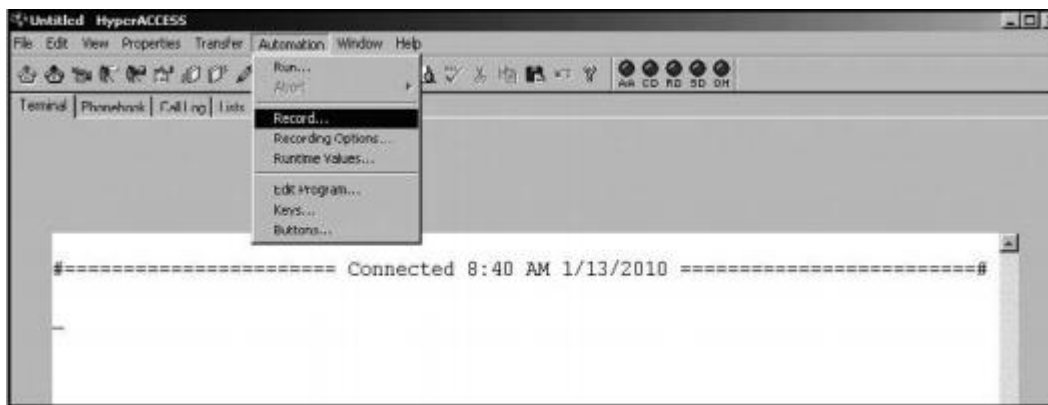 Untitled HyperACCESS
File Edit View Properties Transfer Automation Window Help
AA CD RD SD OH
Terminal Phonebook Call Log Lists
Run...
Abort
Record...
Recording Options...
Runtime Values...
Edit Program...
Keys...
Buttons...
#======================= Connected 8:40 AM 1/13/2010 =========================#